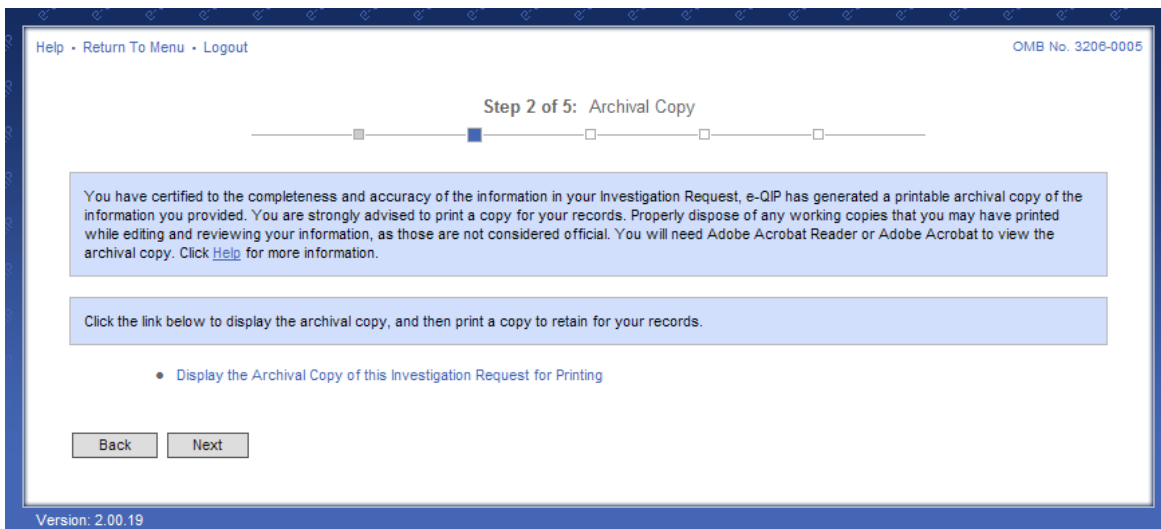 Help • Return To Menu • Logout
OMB No. 3206-0005
Step 2 of 5: Archival Copy
You have certified to the completeness and accuracy of the information in your Investigation Request, e-QIP has generated a printable archival copy of the
information you provided. You are strongly advised to print a copy for your records. Properly dispose of any working copies that you may have printed
while editing and reviewing your information, as those are not considered official. You will need Adobe Acrobat Reader or Adobe Acrobat to view the
archival copy. Click Help for more information.
Click the link below to display the archival copy, and then print a copy to retain for your records.
• Display the Archival Copy of this Investigation Request for Printing
Back Next
Version: 2.00.19